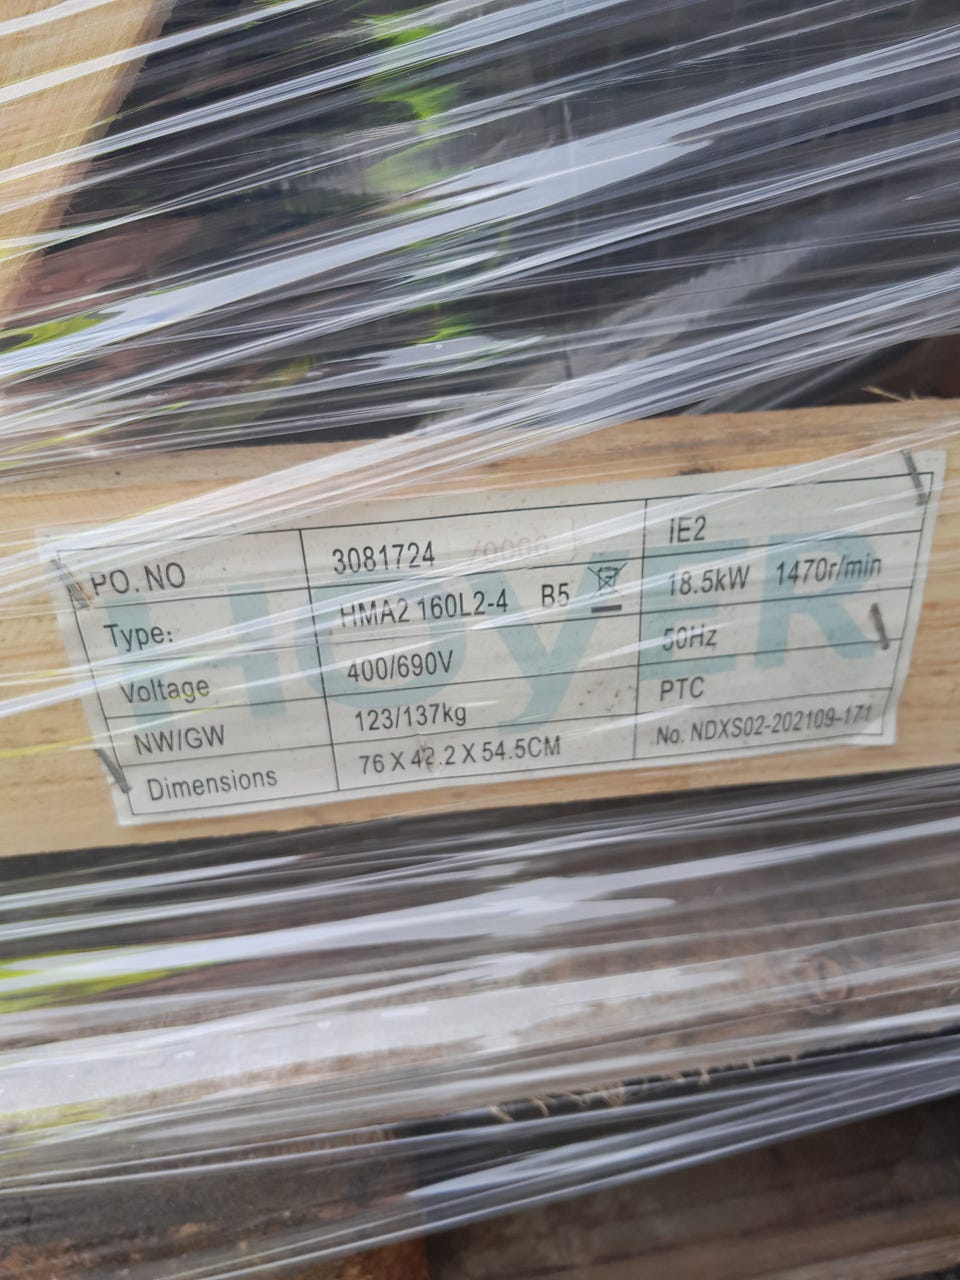 HOYER
PO. NO 3081724 IE2
Type: HMA2 160L2-4 B5 18.5kW 1470r/min
Voltage 400/690V 50Hz
NW/GW 123/137kg PTC
Dimensions 76 X 42.2 X 54.5CM No. NDXS02-202109-171